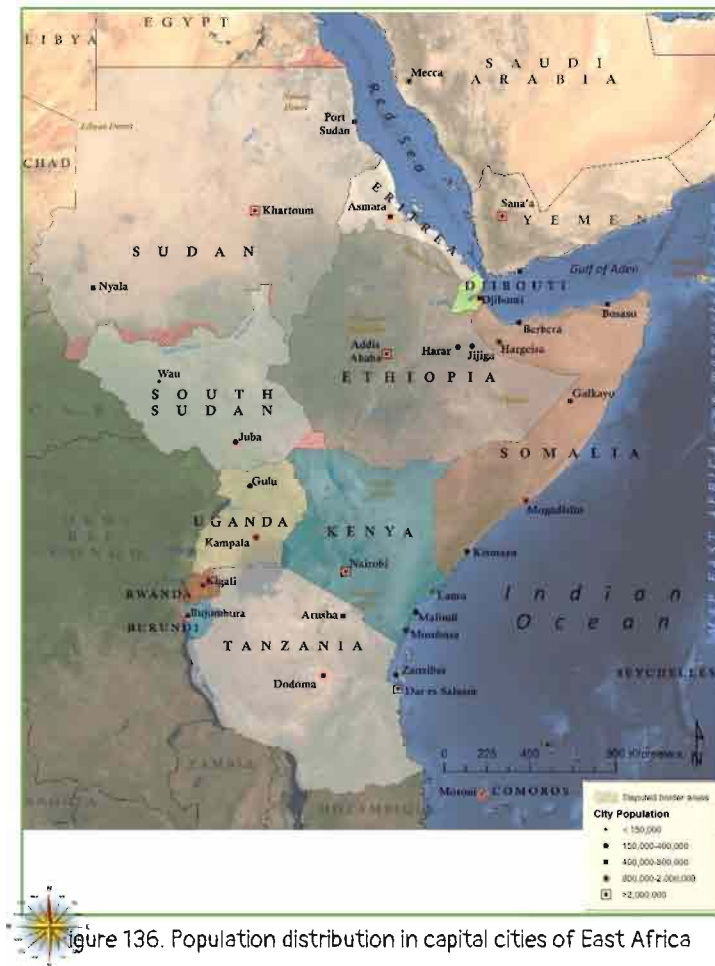 EGYPT
LIBYA
SAUDI
ARABIA
Mecca
Red Sea
Port
Sudan
CHAD
ERITREA
Khartoum
Asmara
Sana'a
YEMEN
SUDAN
Gulf of Aden
Nyala
DJIBOUTI
Djibouti
Bosaso
Berbera
Addis
Ababa
Harar
Jijiga
Hargeisa
ETHIOPIA
Wau
SOUTH
SUDAN
Galkayo
Juba
SOMALIA
Gulu
UGANDA
KENYA
Mogadishu
Kampala
Nairobi
Kismayo
Kigali
RWANDA
Lamu
Indian
Ocean
Bujumbura
Arusha
Malindi
BURUNDI
Mombasa
TANZANIA
Zanzibar
SEYCHELLES
Dodoma
Dar es Salaam
0 225 450 900 Kilometers
N
ZAMBIA
Moroni
COMOROS
Disputed border areas
City Population
< 150,000
150,000-400,000
400,000-800,000
800,000-2,000,000
>2,000,000
igure 136. Population distribution in capital cities of East Africa